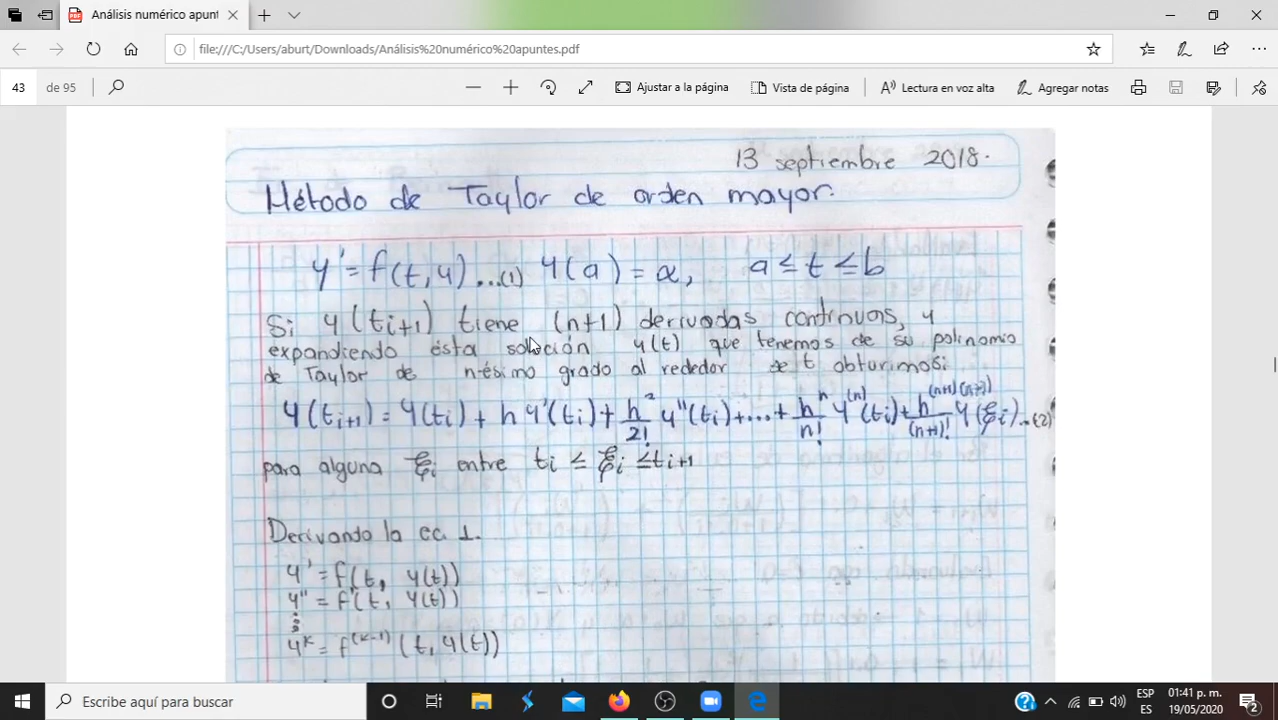 Análisis numérico apunt
file:///C:/Users/aburt/Downloads/Análisis%20numérico%20apuntes.pdf
43 de 95 Ajustar a la página Vista de página Lectura en voz alta Agregar notas
13 septiembre 2018.
Método de Taylor de orden mayor.
y' = f(t,y)...(1) y(a) = α, a ≤ t ≤ b
Si y(ti+1) tiene (n+1) derivadas continuas, y
expandiendo ésta solución y(t) que tenemos de su polinomio
de Taylor de n-ésimo grado al rededor de t obturimos:
y(ti+1) = y(ti) + h y'(ti) + h²/2! y''(ti) + ... + hⁿ/n! y⁽ⁿ⁾(ti) + h⁽ⁿ⁺¹⁾/(n+1)! y⁽ⁿ⁺¹⁾(ξi)...(2)
para alguna ξi entre ti ≤ ξi ≤ ti+1
Derivando la ec. 1.
y' = f(t, y(t))
y'' = f'(t, y(t))
⋮
yᵏ = f⁽ᵏ⁻¹⁾(t, y(t))
Escribe aquí para buscar
ESP 01:41 p. m.
ES 19/05/2020 2